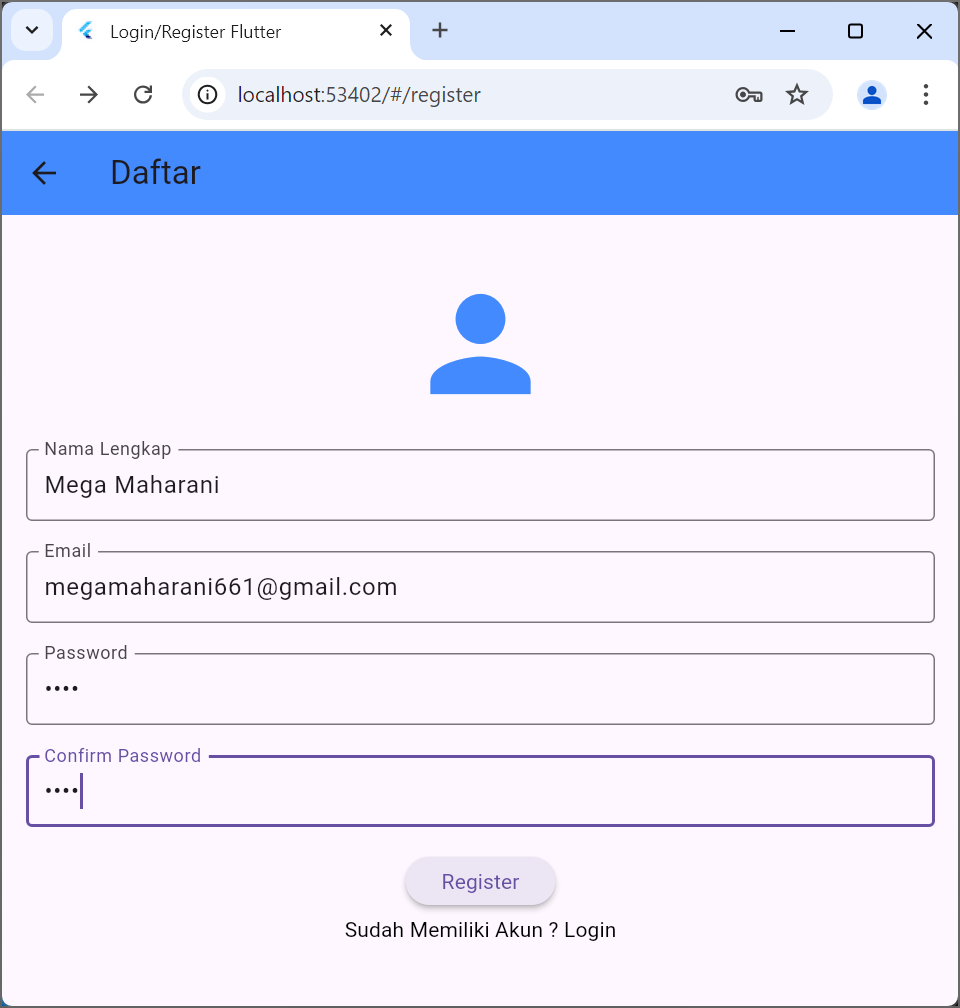 Login/Register Flutter
localhost:53402/#/register
Daftar
Nama Lengkap
Mega Maharani
Email
megamaharani661@gmail.com
Password
••••
Confirm Password
••••
Register
Sudah Memiliki Akun ? Login